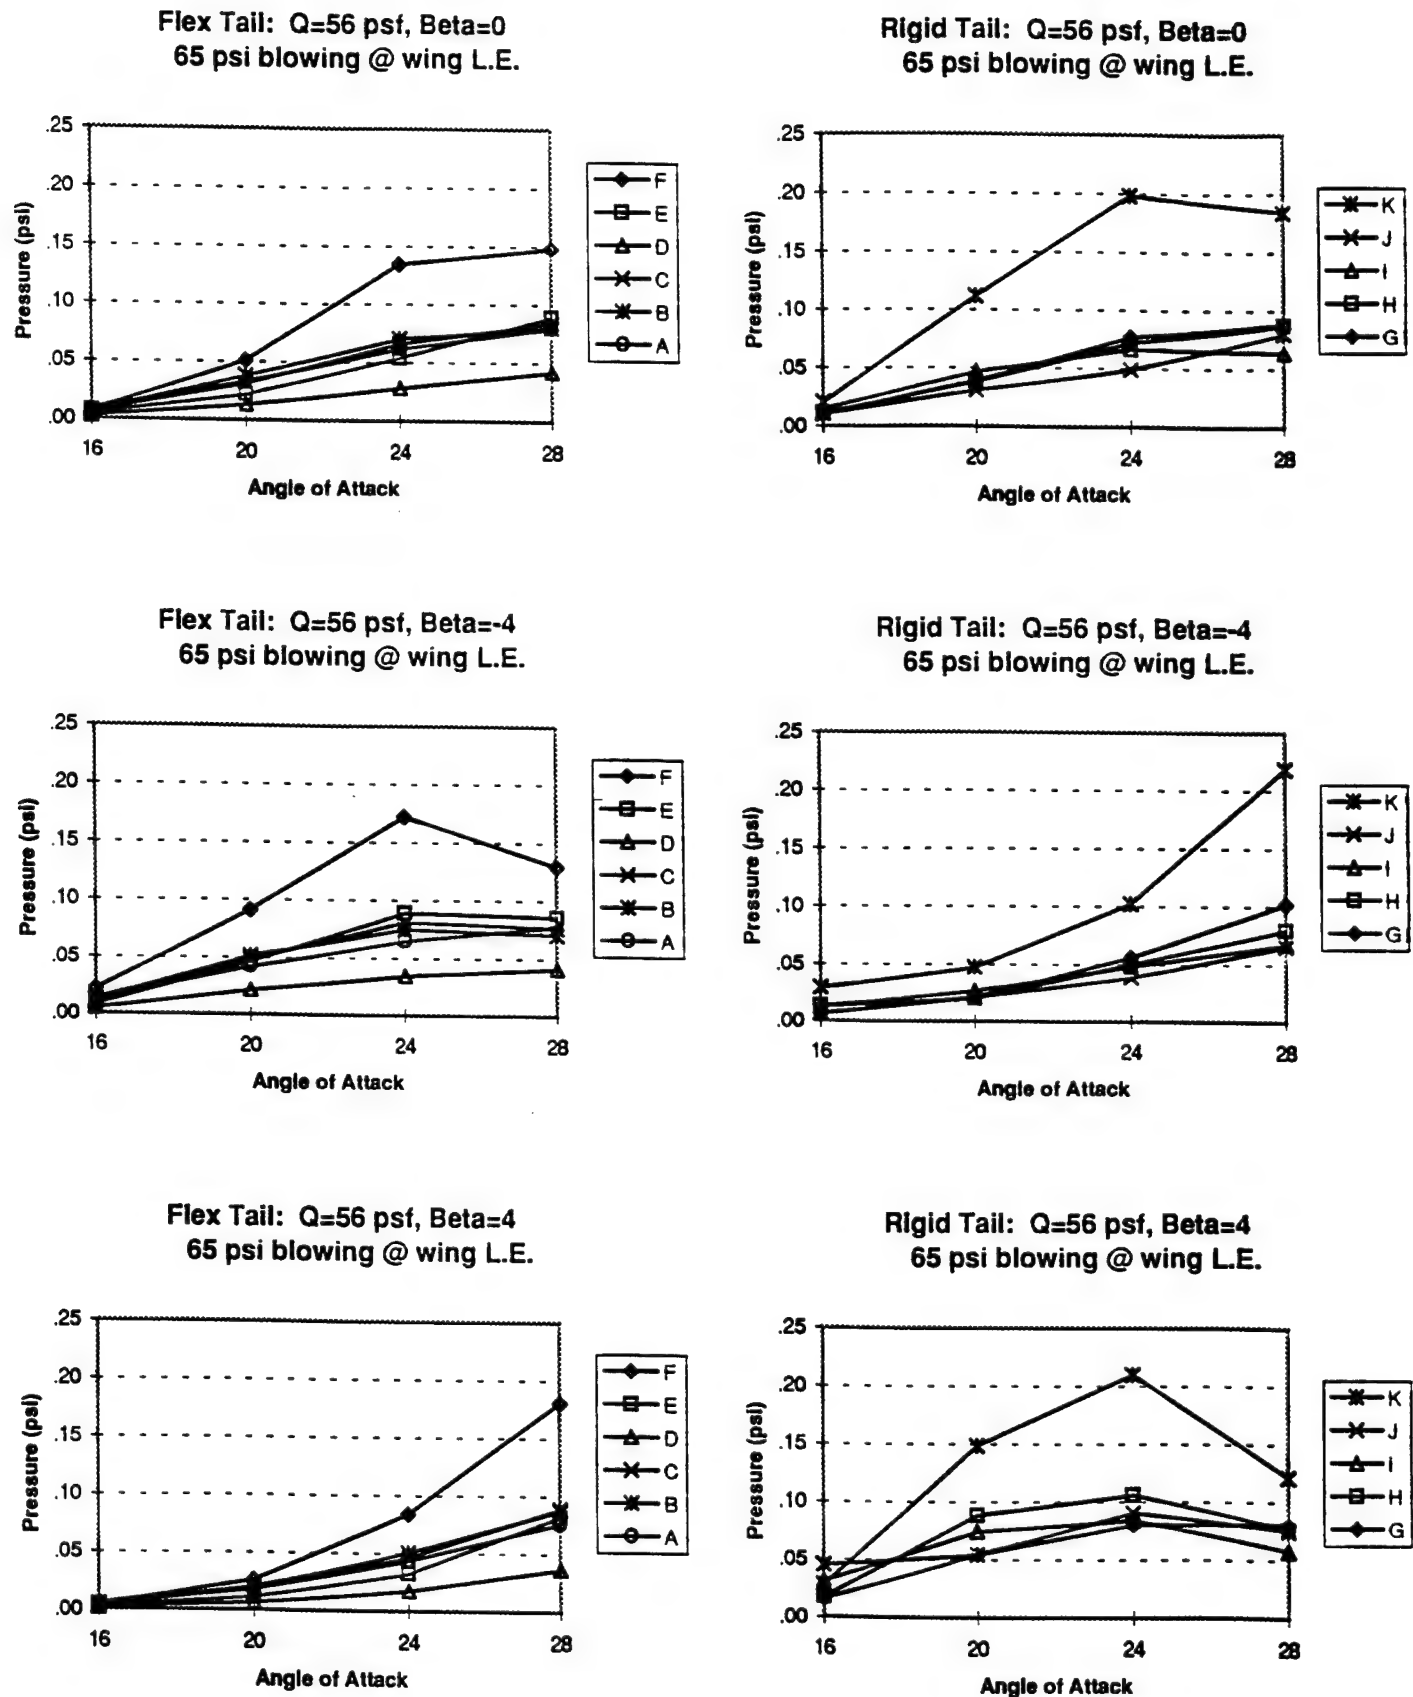 Flex Tail: Q=56 psf, Beta=0
65 psi blowing @ wing L.E.
.25
.20
.15
.10
.05
.00
Pressure (psi)
16 20 24 28
Angle of Attack
F
E
D
C
B
A
Rigid Tail: Q=56 psf, Beta=0
65 psi blowing @ wing L.E.
.25
.20
.15
.10
.05
.00
Pressure (psi)
16 20 24 28
Angle of Attack
K
J
I
H
G
Flex Tail: Q=56 psf, Beta=-4
65 psi blowing @ wing L.E.
.25
.20
.15
.10
.05
.00
Pressure (psi)
16 20 24 28
Angle of Attack
F
E
D
C
B
A
Rigid Tail: Q=56 psf, Beta=-4
65 psi blowing @ wing L.E.
.25
.20
.15
.10
.05
.00
Pressure (psi)
16 20 24 28
Angle of Attack
K
J
I
H
G
Flex Tail: Q=56 psf, Beta=4
65 psi blowing @ wing L.E.
.25
.20
.15
.10
.05
.00
Pressure (psi)
16 20 24 28
Angle of Attack
F
E
D
C
B
A
Rigid Tail: Q=56 psf, Beta=4
65 psi blowing @ wing L.E.
.25
.20
.15
.10
.05
.00
Pressure (psi)
16 20 24 28
Angle of Attack
K
J
I
H
G